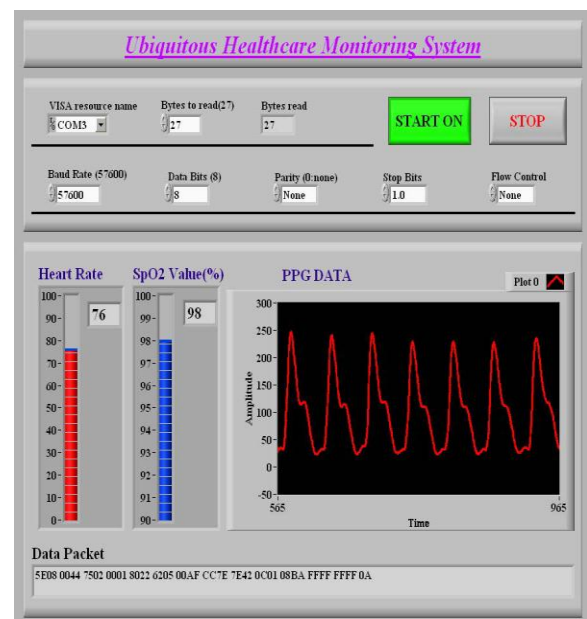 Ubiquitous Healthcare Monitoring System
VISA resource name Bytes to read(27) Bytes read
COM3 27 27 START ON STOP
Baud Rate (57600) Data Bits (8) Parity (0:none) Stop Bits Flow Control
57600 8 None 1.0 None
Heart Rate SpO2 Value(%) PPG DATA Plot 0
100- 76 100- 98 300-
90- 99- 250-
80- 98- 200-
70- 97- 150-
60- 96- 100-
50- 95- 50-
40- 94- 0-
30- 93- -50-
20- 92-
10- 91-
0- 90-
Amplitude
565 965
Time
Data Packet
5E08 0044 7502 0001 8022 6205 00AF CC7E 7E42 0C01 08BA FFFF FFFF 0A